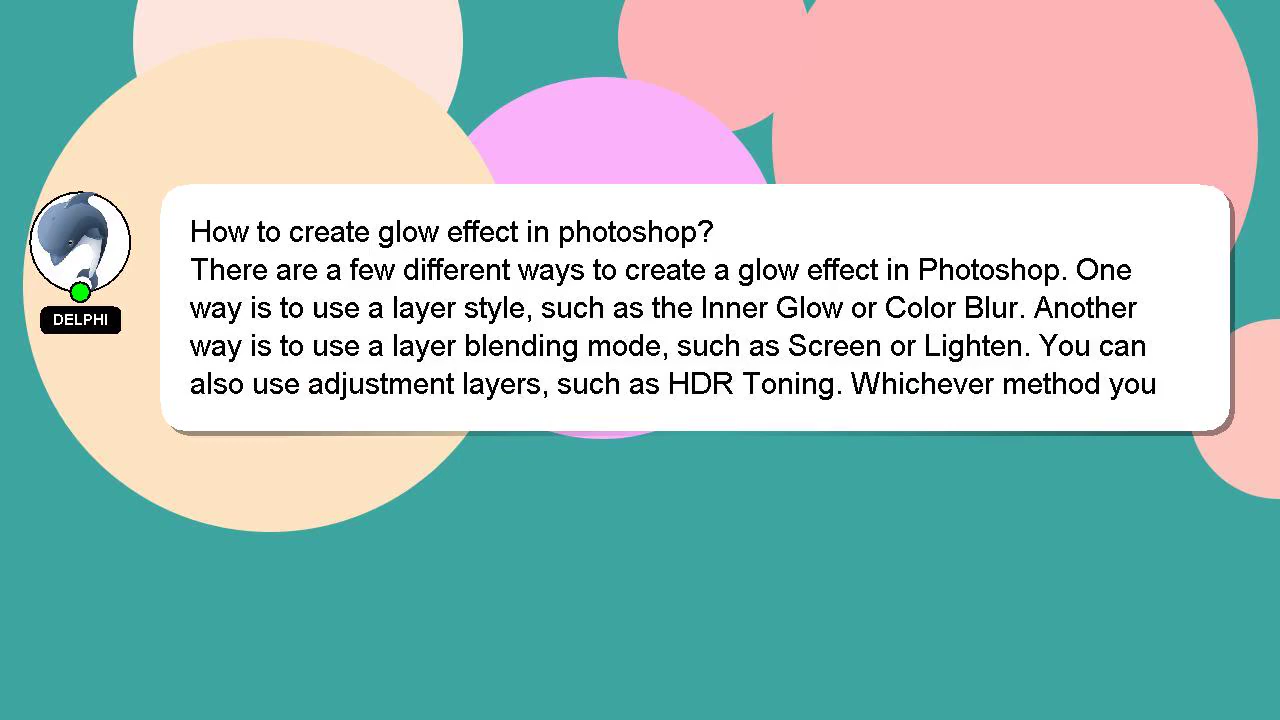 How to create glow effect in photoshop?
There are a few different ways to create a glow effect in Photoshop. One
way is to use a layer style, such as the Inner Glow or Color Blur. Another
way is to use a layer blending mode, such as Screen or Lighten. You can
also use adjustment layers, such as HDR Toning. Whichever method you
DELPHI